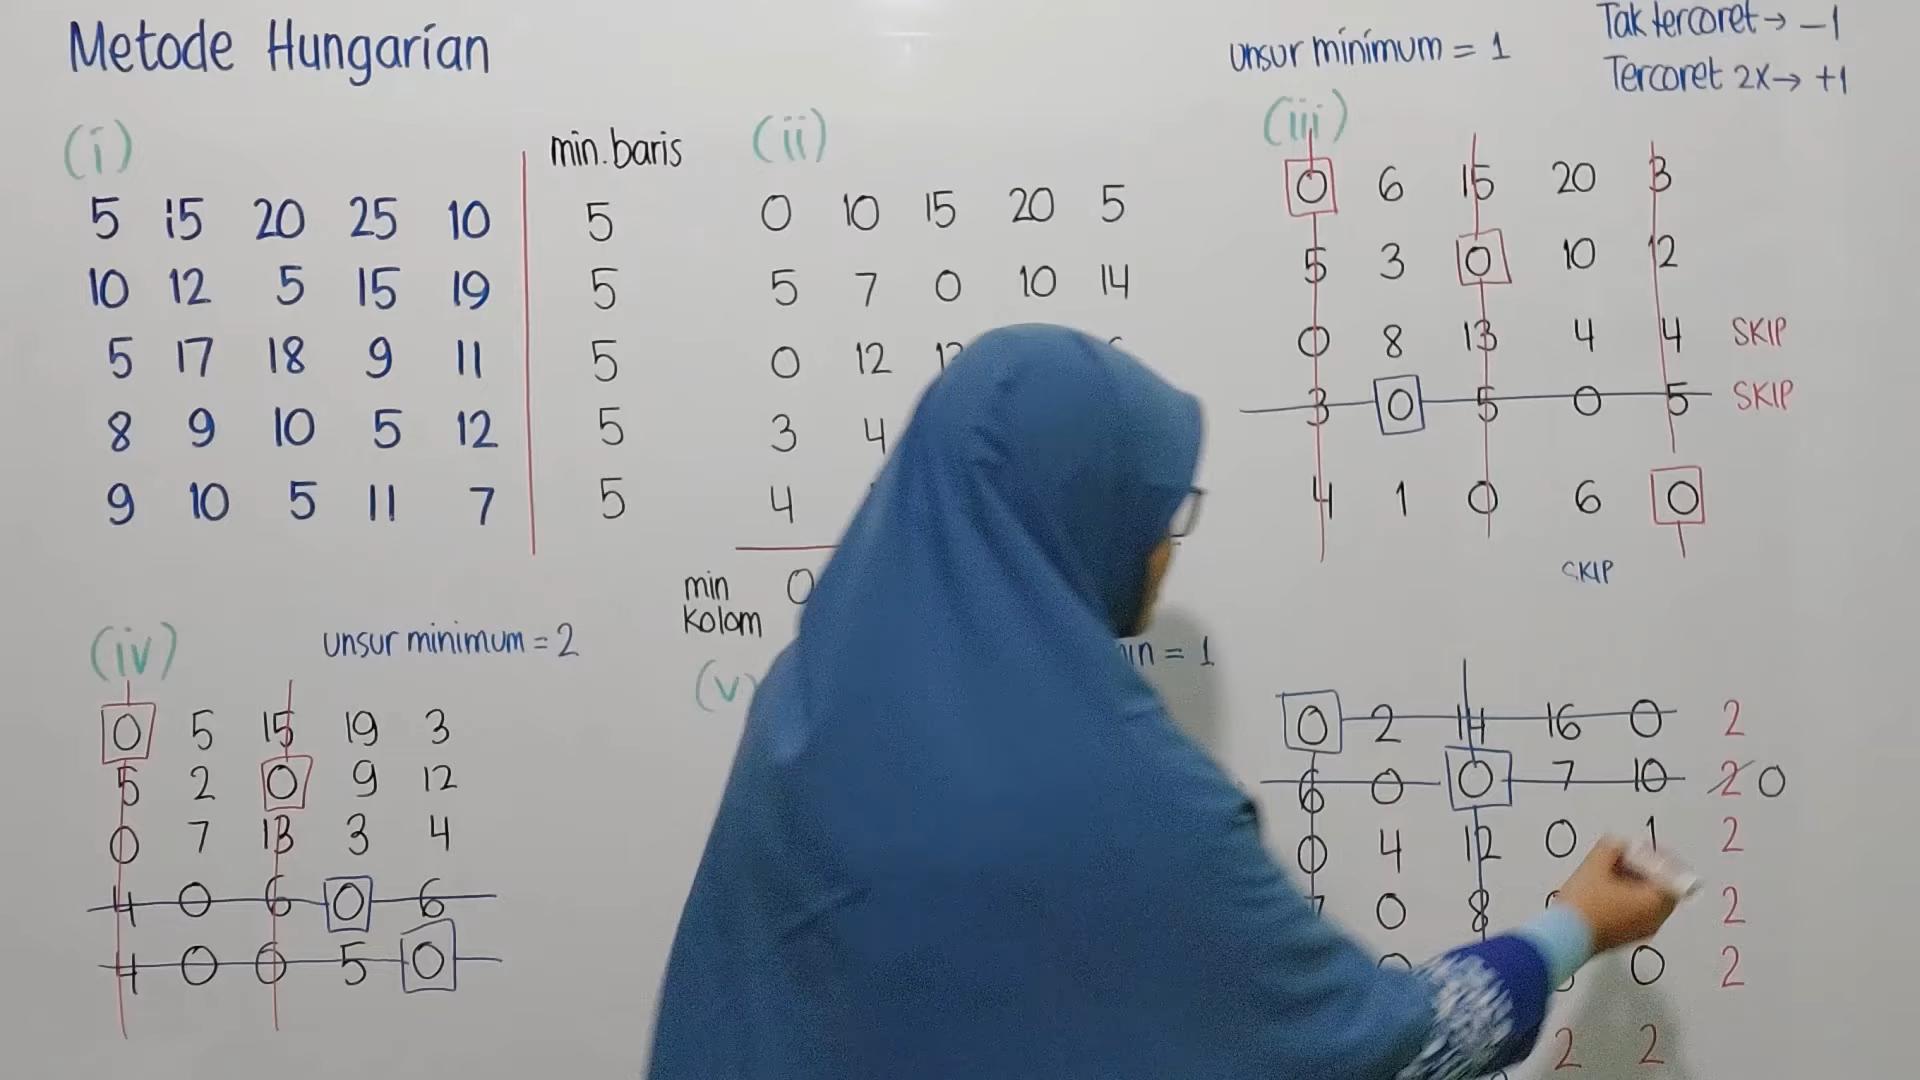 Metode Hungarian
(i)
5 15 20 25 10
10 12 5 15 19
5 17 18 9 11
8 9 10 5 12
9 10 5 11 7
min.baris
5
5
5
5
5
(ii)
0 10 15 20 5
5 7 0 10 14
0 12
3 4
4
min kolom 0
unsur minimum = 1
Tak tercoret → -1
Tercoret 2x → +1
(iii)
0 6 15 20 3
5 3 0 10 12
0 8 13 4 4 SKIP
3 0 5 0 5 SKIP
4 1 0 6 0
SKIP
(iv)
unsur minimum = 2
0 5 15 19 3
5 2 0 9 12
0 7 13 3 4
4 0 6 0 6
4 0 0 5 0
(v)
= 1
0 2 14 16 0 2
6 0 0 7 10 2 0
0 4 12 0 1 2
0 8 2
0 2
2 2